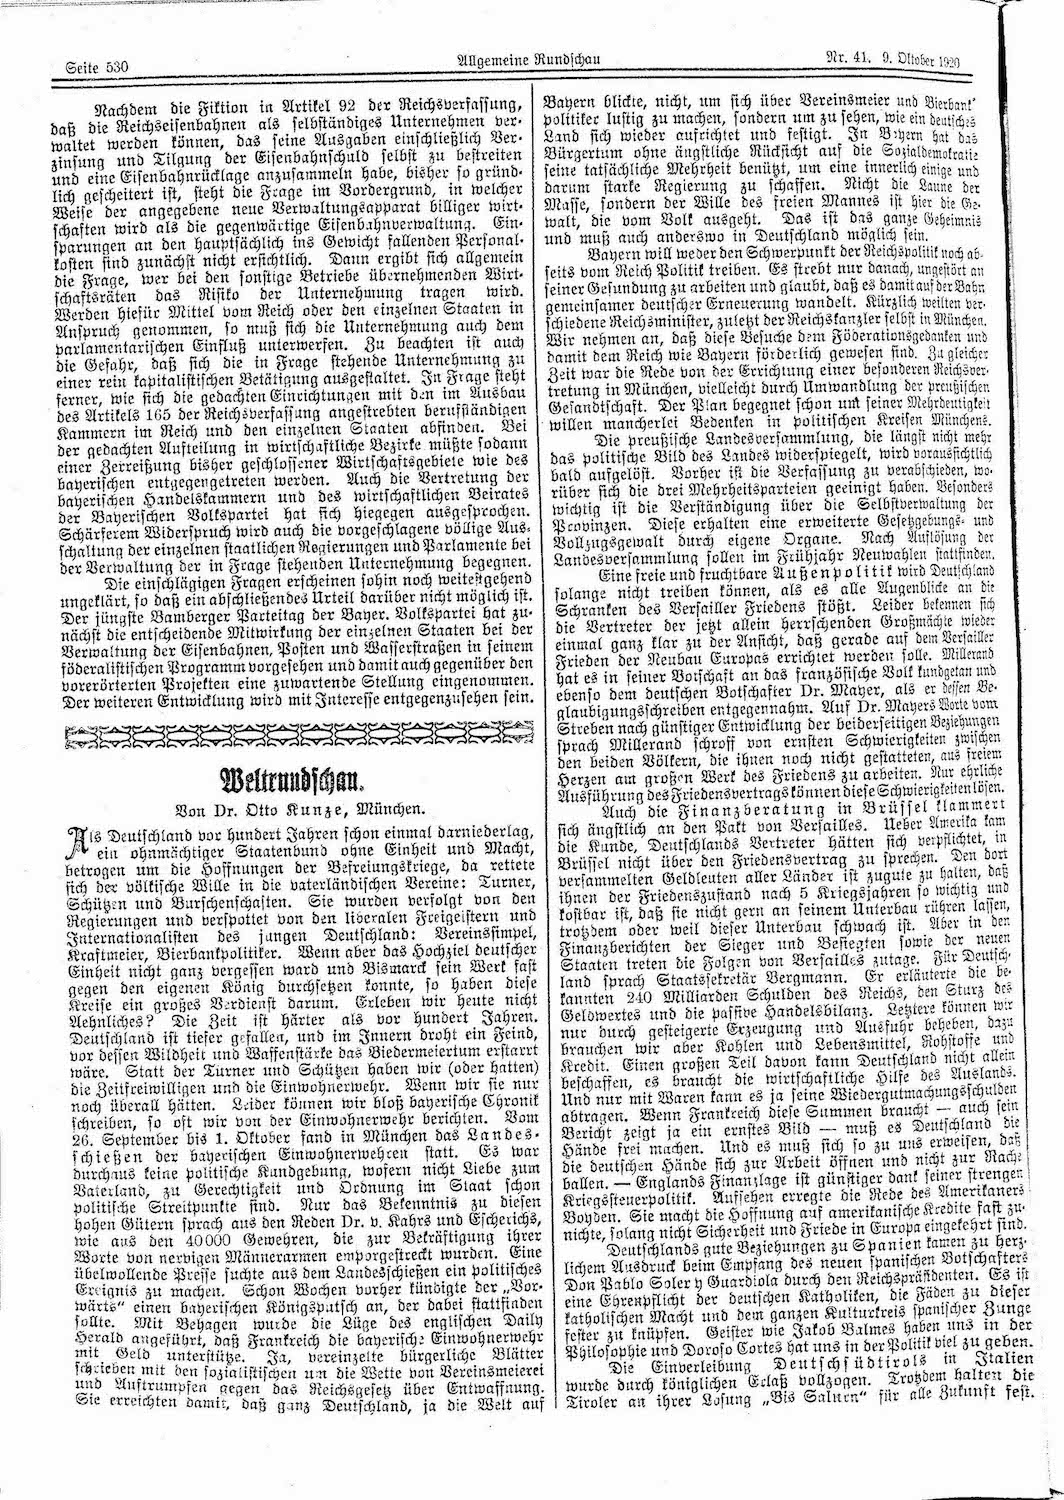 Seite 530
Allgemeine Rundschau
Nr. 41. 9. Oktober 1920
Nachdem die Fiktion in Artikel 92 der Reichsverfassung,
daß die Reichseisenbahnen als selbständiges Unternehmen ver-
waltet werden können, das seine Ausgaben einschließlich Ver-
zinsung und Tilgung der Eisenbahnschuld selbst zu bestreiten
und eine Eisenbahnrücklage anzusammeln habe, bisher so gründ-
lich gescheitert ist, steht die Frage im Vordergrund, in welcher
Weise der angegebene neue Verwaltungsapparat billiger wirt-
schaften wird als die gegenwärtige Eisenbahnverwaltung. Ein-
sparungen an den hauptsächlich ins Gewicht fallenden Personal-
kosten sind zunächst nicht ersichtlich. Dann ergibt sich allgemein
die Frage, wer bei den sonstige Betriebe übernehmenden Wirt-
schaftsräten das Risiko der Unternehmung tragen wird.
Werden hiefür Mittel vom Reich oder den einzelnen Staaten in
Anspruch genommen, so muß sich die Unternehmung auch dem
parlamentarischen Einfluß unterwerfen. Zu beachten ist auch
die Gefahr, daß sich die in Frage stehende Unternehmung zu
einer rein kapitalistischen Betätigung ausgestaltet. In Frage steht
ferner, wie sich die gedachten Einrichtungen mit den im Ausbau
des Artikels 165 der Reichsverfassung angestrebten berufständigen
Kammern im Reich und den einzelnen Staaten abfinden. Bei
der gedachten Aufteilung in wirtschaftliche Bezirke müßte sodann
einer Zerreißung bisher geschlossener Wirtschaftsgebiete wie des
bayerischen entgegengetreten werden. Auch die Vertretung der
bayerischen Handelskammern und des wirtschaftlichen Beirates
der Bayerischen Volkspartei hat sich hiegegen ausgesprochen.
Schärferem Widerspruch wird auch die vorgeschlagene völlige Aus-
schaltung der einzelnen staatlichen Regierungen und Parlamente bei
der Verwaltung der in Frage stehenden Unternehmung begegnen.
Die einschlägigen Fragen erscheinen sohin noch weitestgehend
ungeklärt, so daß ein abschließendes Urteil darüber nicht möglich ist.
Der jüngste Bamberger Parteitag der Bayer. Volkspartei hat zu-
nächst die entscheidende Mitwirkung der einzelnen Staaten bei der
Verwaltung der Eisenbahnen, Posten und Wasserstraßen in seinem
föderalistischen Programm vorgesehen und damit auch gegenüber den
vorerörterten Projekten eine zuwartende Stellung eingenommen.
Der weiteren Entwicklung wird mit Interesse entgegenzusehen sein.
Weltrundschau.
Von Dr. Otto Kunze, München.
Als Deutschland vor hundert Jahren schon einmal darniederlag,
ein ohnmächtiger Staatenbund ohne Einheit und Macht,
betrogen um die Hoffnungen der Befreiungskriege, da rettete
sich der völkische Wille in die vaterländischen Vereine: Turner,
Schützen und Burschenschaften. Sie wurden verfolgt von den
Regierungen und verspottet von den liberalen Freigeistern und
Internationalisten des jungen Deutschland: Vereinsimpel,
Kraftmeier, Bierbankpolitiker. Wenn aber das Hochziel deutscher
Einheit nicht ganz vergessen ward und Bismarck sein Werk fast
gegen den eigenen König durchsetzen konnte, so haben diese
Kreise ein großes Verdienst darum. Erleben wir heute nicht
Aehnliches? Die Zeit ist härter als vor hundert Jahren.
Deutschland ist tiefer gefallen, und im Innern droht ein Feind,
vor dessen Wildheit und Waffenstärke das Biedermeiertum erstarrt
wäre. Statt der Turner und Schützen haben wir (oder hatten)
die Zeitfreiwilligen und die Einwohnerwehr. Wenn wir sie nur
noch überall hätten. Leider können wir bloß bayerische Chronik
schreiben, so oft wir von der Einwohnerwehr berichten. Vom
26. September bis 1. Oktober fand in München das Landes-
schießen der bayerischen Einwohnerwehren statt. Es war
durchaus keine politische Kundgebung, wofern nicht Liebe zum
Vaterland, zu Gerechtigkeit und Ordnung im Staat schon
politische Streitpunkte sind. Nur das Bekenntnis zu diesen
hohen Gütern sprach aus den Reden Dr. v. Kahrs und Escherichs,
wie aus den 40000 Gewehren, die zur Bekräftigung ihrer
Worte von nervigen Männerarmen emporgestreckt wurden. Eine
übelwollende Presse suchte aus dem Landesschießen ein politisches
Ereignis zu machen. Schon Wochen vorher kündigte der „Vor-
wärts“ einen bayerischen Königsputsch an, der dabei stattfinden
sollte. Mit Behagen wurde die Lüge des englischen Daily
Herald angeführt, daß Frankreich die bayerische Einwohnerwehr
mit Geld unterstütze. Ja, vereinzelte bürgerliche Blätter
schrieben mit den sozialistischen um die Wette von Vereinsmeierei
und Auftrumpfen gegen das Reichsgesetz über Entwaffnung.
Sie erreichten damit, daß ganz Deutschland, ja die Welt auf
Bayern blickte, nicht, um sich über Vereinsmeier und Bierbank-
politiker lustig zu machen, sondern um zu sehen, wie ein deutsches
Land sich wieder aufrichtet und festigt. In Bayern hat das
Bürgertum ohne ängstliche Rücksicht auf die Sozialdemokratie
seine tatsächliche Mehrheit benützt, um eine innerlich einige und
darum starke Regierung zu schaffen. Nicht die Laune der
Masse, sondern der Wille des freien Mannes ist hier die Ge-
walt, die vom Volk ausgeht. Das ist das ganze Geheimnis
und muß auch anderswo in Deutschland möglich sein.
Bayern will weder den Schwerpunkt der Reichspolitik noch ab-
seits vom Reich Politik treiben. Es strebt nur danach, ungestört an
seiner Gesundung zu arbeiten und glaubt, daß es damit auf der Bahn
gemeinsamer deutscher Erneuerung wandelt. Kürzlich weilten ver-
schiedene Reichsminister, zuletzt der Reichskanzler selbst in München.
Wir nehmen an, daß diese Besuche dem Föderationsgedanken und
damit dem Reich wie Bayern förderlich gewesen sind. Zu gleicher
Zeit war die Rede von der Errichtung einer besonderen Reichsver-
tretung in München, vielleicht durch Umwandlung der preußischen
Gesandtschaft. Der Plan begegnet schon um seiner Mehrdeutigkeit
willen mancherlei Bedenken in politischen Kreisen Münchens.
Die preußische Landesversammlung, die längst nicht mehr
das politische Bild des Landes widerspiegelt, wird voraussichtlich
bald aufgelöst. Vorher ist die Verfassung zu verabschieden, wo-
rüber sich die drei Mehrheitsparteien geeinigt haben. Besonders
wichtig ist die Verständigung über die Selbstverwaltung der
Provinzen. Diese erhalten eine erweiterte Gesetzgebungs- und
Vollzugsgewalt durch eigene Organe. Nach Auflösung der
Landesversammlung sollen im Frühjahr Neuwahlen stattfinden.
Eine freie und fruchtbare Außenpolitik wird Deutschland
solange nicht treiben können, als es alle Augenblicke an die
Schranken des Versailler Friedens stößt. Leider bekennen sich
die Vertreter der jetzt allein herrschenden Großmächte wieder
einmal ganz klar zu der Ansicht, daß gerade auf dem Versailler
Frieden der Neubau Europas errichtet werden solle. Millerand
hat es in seiner Botschaft an das französische Volk kundgetan und
ebenso dem deutschen Botschafter Dr. Mayer, als er dessen Be-
glaubigungsschreiben entgegennahm. Auf Dr. Mayers Worte vom
Streben nach günstiger Entwicklung der beiderseitigen Beziehungen
sprach Millerand schroff von ernsten Schwierigkeiten zwischen
den beiden Völkern, die ihnen noch nicht gestatteten, aus freiem
Herzen am großen Werk des Friedens zu arbeiten. Nur ehrliche
Ausführung des Friedensvertrags können diese Schwierigkeiten lösen.
Auch die Finanzberatung in Brüssel klammert
sich ängstlich an den Pakt von Versailles. Ueber Amerika kam
die Kunde, Deutschlands Vertreter hätten sich verpflichtet, in
Brüssel nicht über den Friedensvertrag zu sprechen. Den dort
versammelten Geldleuten aller Länder ist zugute zu halten, daß
ihnen der Friedenszustand nach 5 Kriegsjahren so wichtig und
kostbar ist, daß sie nicht gern an seinem Unterbau rühren lassen,
trotzdem oder weil dieser Unterbau schwach ist. Aber in den
Finanzberichten der Sieger und Besiegten sowie der neuen
Staaten treten die Folgen von Versailles zutage. Für Deutsch-
land sprach Staatssekretär Bergmann. Er erläuterte die be-
kannten 240 Milliarden Schulden des Reichs, den Sturz des
Geldwertes und die passive Handelsbilanz. Letztere können wir
nur durch gesteigerte Erzeugung und Ausfuhr beheben, dazu
brauchen wir aber Kohlen und Lebensmittel, Rohstoffe und
Kredit. Einen großen Teil davon kann Deutschland nicht allein
beschaffen, es braucht die wirtschaftliche Hilfe des Auslands.
Und nur mit Waren kann es ja seine Wiedergutmachungsschulden
abtragen. Wenn Frankreich diese Summen braucht — auch sein
Bericht zeigt ja ein ernstes Bild — muß es Deutschland die
Hände frei machen. Und es muß sich so zu uns erweisen, daß
die deutschen Hände sich zur Arbeit öffnen und nicht zur Rache
ballen. — Englands Finanzlage ist günstiger dank seiner strengen
Kriegssteuerpolitik. Aufsehen erregte die Rede des Amerikaners
Boyden. Sie macht die Hoffnung auf amerikanische Kredite fast zu-
nichte, solang nicht Sicherheit und Friede in Europa eingekehrt sind.
Deutschlands gute Beziehungen zu Spanien kamen zu herz-
lichem Ausdruck beim Empfang des neuen spanischen Botschafters
Don Pablo Soler y Guardiola durch den Reichspräsidenten. Es ist
eine Ehrenpflicht der deutschen Katholiken, die Fäden zu dieser
katholischen Macht und dem ganzen Kulturkreis spanischer Zunge
fester zu knüpfen. Geister wie Jakob Balmes haben uns in der
Philosophie und Doroso Cortes hat uns in der Politik viel zu geben.
Die Einverleibung Deutschsüdtirols in Italien
wurde durch königlichen Erlaß vollzogen. Trotzdem halten die
Tiroler an ihrer Losung „Bis Salurn“ für alle Zukunft fest.